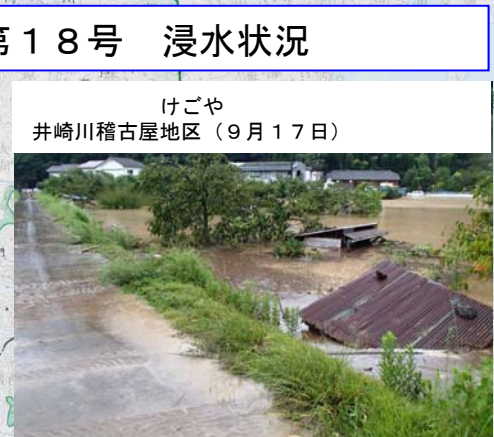 第１８号　浸水状況
けごや
井崎川稽古屋地区（９月１７日）